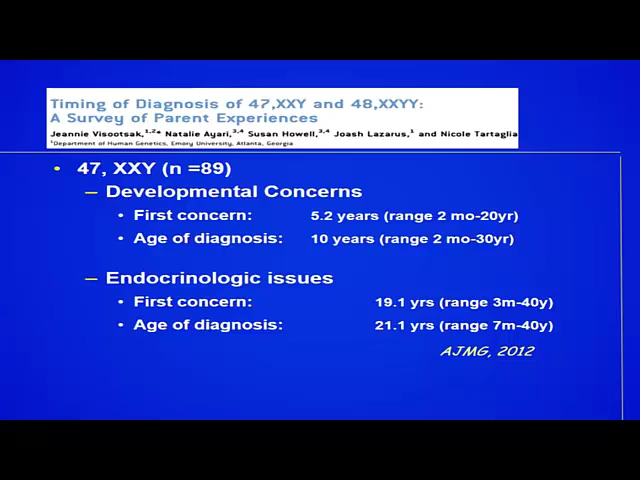 Timing of Diagnosis of 47,XXY and 48,XXYY:
A Survey of Parent Experiences
Jeannie Visootsak,1,2* Natalie Ayari,3,4 Susan Howell,3,4 Joash Lazarus,1 and Nicole Tartaglia
1Department of Human Genetics, Emory University, Atlanta, Georgia
• 47, XXY (n =89)
– Developmental Concerns
• First concern: 5.2 years (range 2 mo-20yr)
• Age of diagnosis: 10 years (range 2 mo-30yr)
– Endocrinologic issues
• First concern: 19.1 yrs (range 3m-40y)
• Age of diagnosis: 21.1 yrs (range 7m-40y)
AJMG, 2012